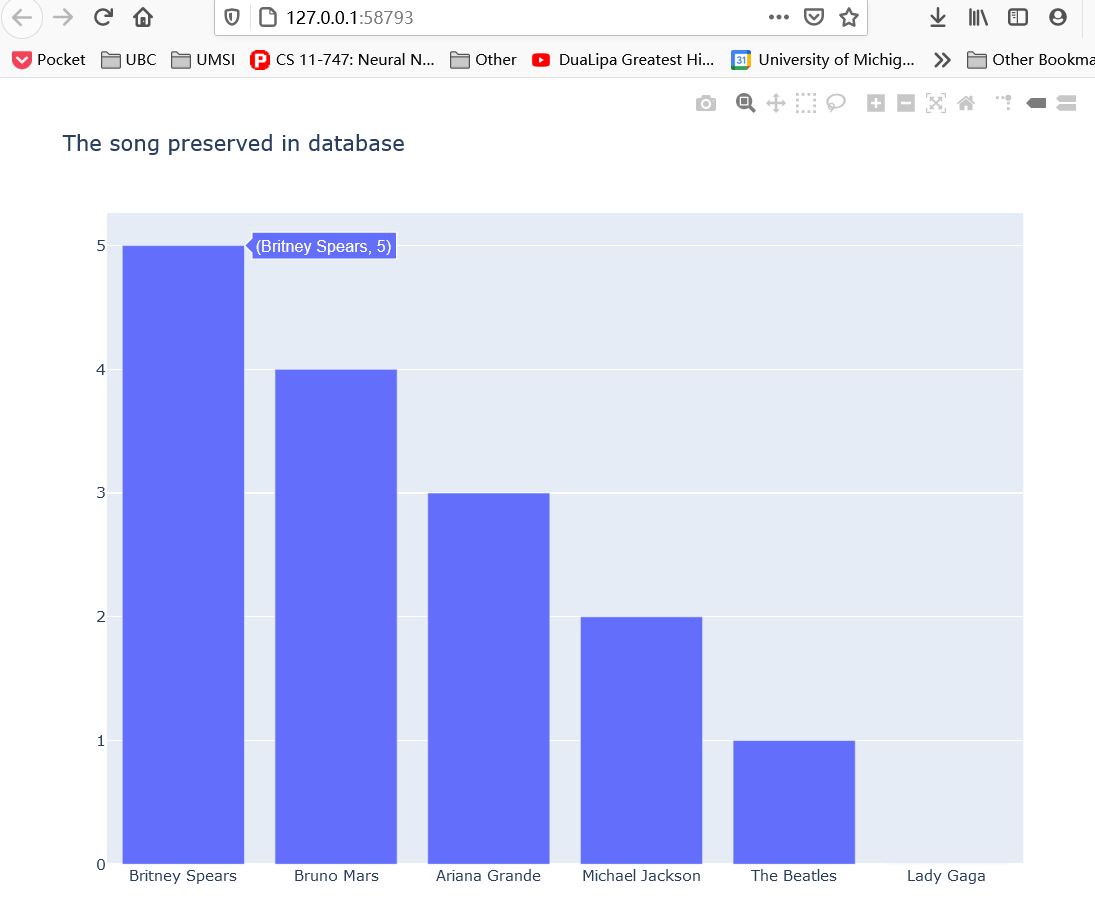 127.0.0.1:58793
Pocket UBC UMSI CS 11-747: Neural N... Other DuaLipa Greatest Hi... 31 University of Michig... Other Bookma
The song preserved in database
5
(Britney Spears, 5)
4
3
2
1
0
Britney Spears Bruno Mars Ariana Grande Michael Jackson The Beatles Lady Gaga